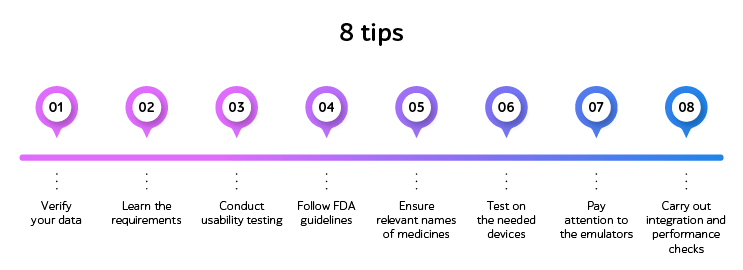 8 tips
01 02 03 04 05 06 07 08
Verify
your data
Learn the
requirements
Conduct
usability testing
Follow FDA
guidelines
Ensure
relevant names
of medicines
Test on
the needed
devices
Pay
attention to
the emulators
Carry out
integration and
performance
checks